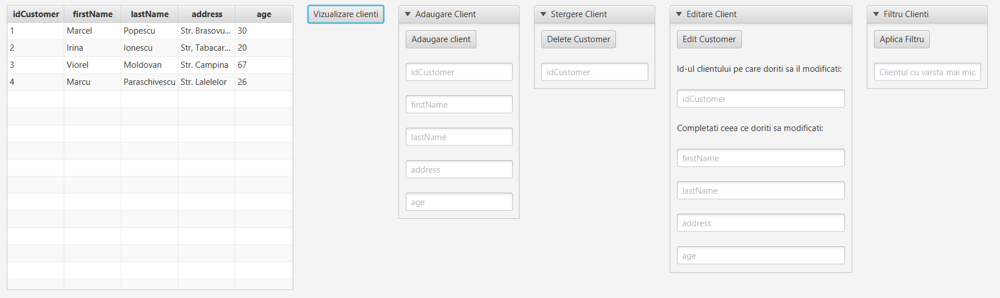 idCustomer firstName lastName address age
1 Marcel Popescu Str. Brasovu... 30
2 Irina Ionescu Str, Tabacar... 20
3 Viorel Moldovan Str. Campina 67
4 Marcu Paraschivescu Str. Lalelelor 26
Vizualizare clienti
Adaugare Client
Adaugare client
idCustomer
firstName
lastName
address
age
Stergere Client
Delete Customer
idCustomer
Editare Client
Edit Customer
Id-ul clientului pe care doriti sa il modificati:
idCustomer
Completati ceea ce doriti sa modificati:
firstName
lastName
address
age
Filtru Clienti
Aplica Filtru
Clientul cu varsta mai mic